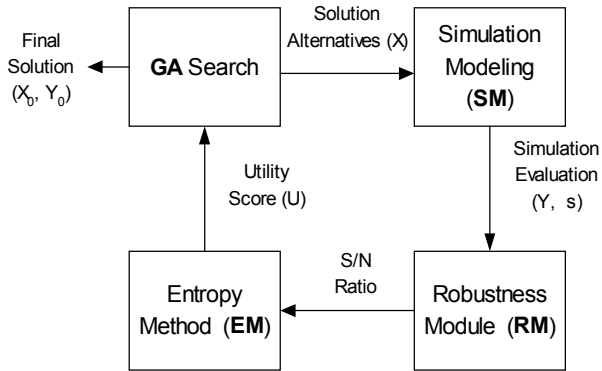 Final
Solution
(X0, Y0)
GA Search
Solution
Alternatives (X)
Simulation
Modeling
(SM)
Simulation
Evaluation
(Y, s)
Utility
Score (U)
S/N
Ratio
Entropy
Method (EM)
Robustness
Module (RM)